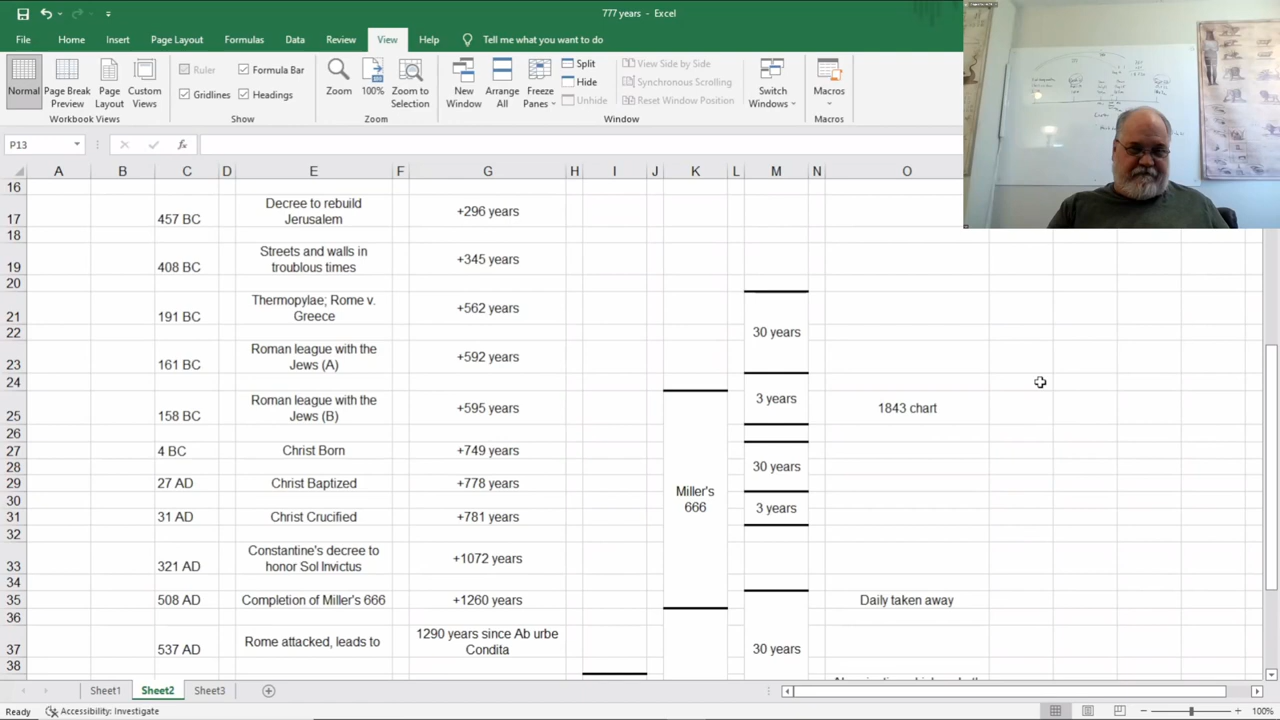 777 years - Excel
File Home Insert Page Layout Formulas Data Review View Help Tell me what you want to do
Normal
Page Break Preview
Page Layout
Custom Views
Ruler
Formula Bar
Gridlines
Headings
Zoom
100%
Zoom to Selection
New Window
Arrange All
Freeze Panes
Split
Hide
Unhide
View Side by Side
Synchronous Scrolling
Reset Window Position
Switch Windows
Macros
Workbook Views Show Zoom Window Macros
P13 fx
A B C D E F G H I J K L M N O
16
Decree to rebuild
17 457 BC Jerusalem +296 years
18
Streets and walls in
19 408 BC troublous times +345 years
20
Thermopylae; Rome v.
21 191 BC Greece +562 years
22 30 years
Roman league with the
23 161 BC Jews (A) +592 years
24
3 years
Roman league with the
25 158 BC Jews (B) +595 years 1843 chart
26
27 4 BC Christ Born +749 years
28 30 years
29 27 AD Christ Baptized +778 years
30 Miller's
666 3 years
31 31 AD Christ Crucified +781 years
32
Constantine's decree to
33 321 AD honor Sol Invictus +1072 years
34
35 508 AD Completion of Miller's 666 +1260 years Daily taken away
36
1290 years since Ab urbe
37 537 AD Rome attacked, leads to Condita 30 years
38
Sheet1 Sheet2 Sheet3
Ready Accessibility: Investigate 100%